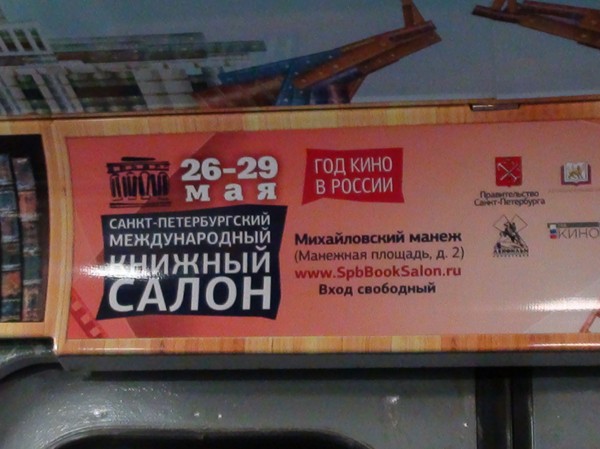 26-29
мая
САНКТ-ПЕТЕРБУРГСКИЙ
МЕЖДУНАРОДНЫЙ
КНИЖНЫЙ
САЛОН
ГОД КИНО
В РОССИИ
Михайловский манеж
(Манежная площадь, д. 2)
www.SpbBookSalon.ru
Вход свободный
Правительство
Санкт-Петербурга
КИНО